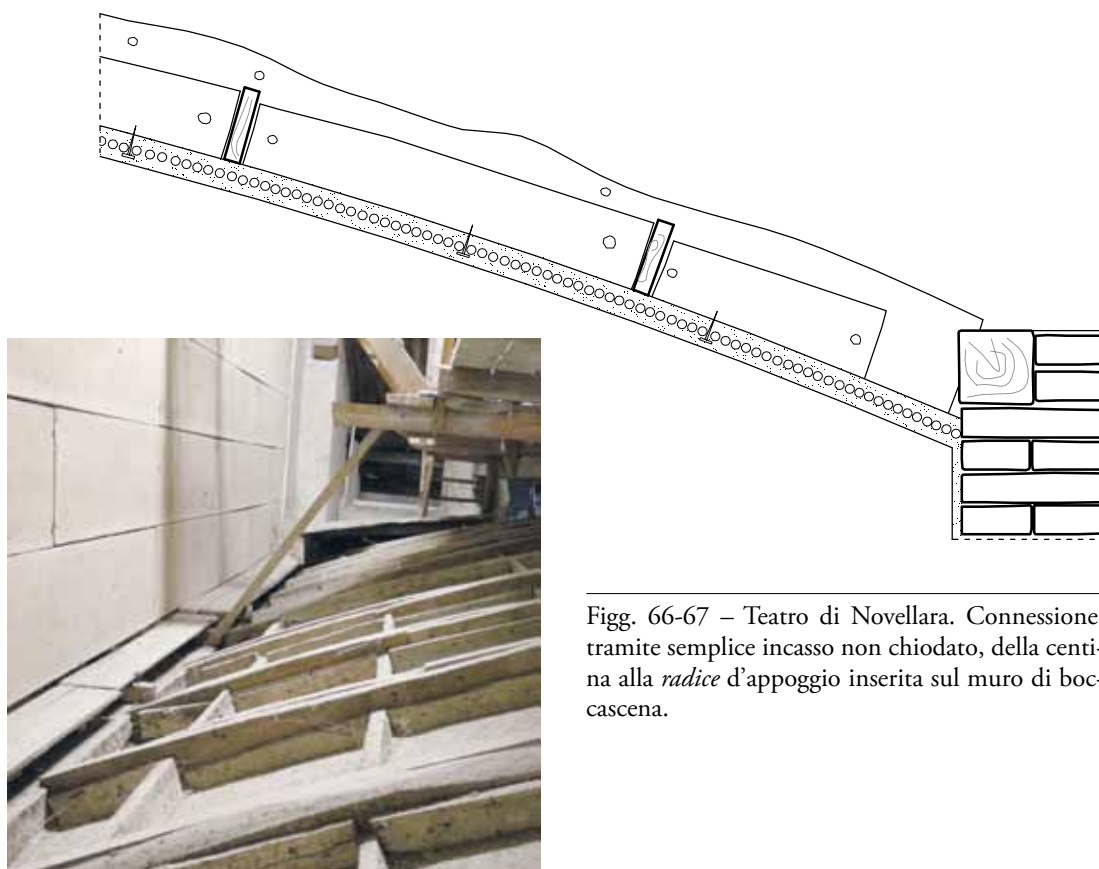 Figg. 66-67 – Teatro di Novellara. Connessione,
tramite semplice incasso non chiodato, della centi-
na alla radice d'appoggio inserita sul muro di boc-
cascena.